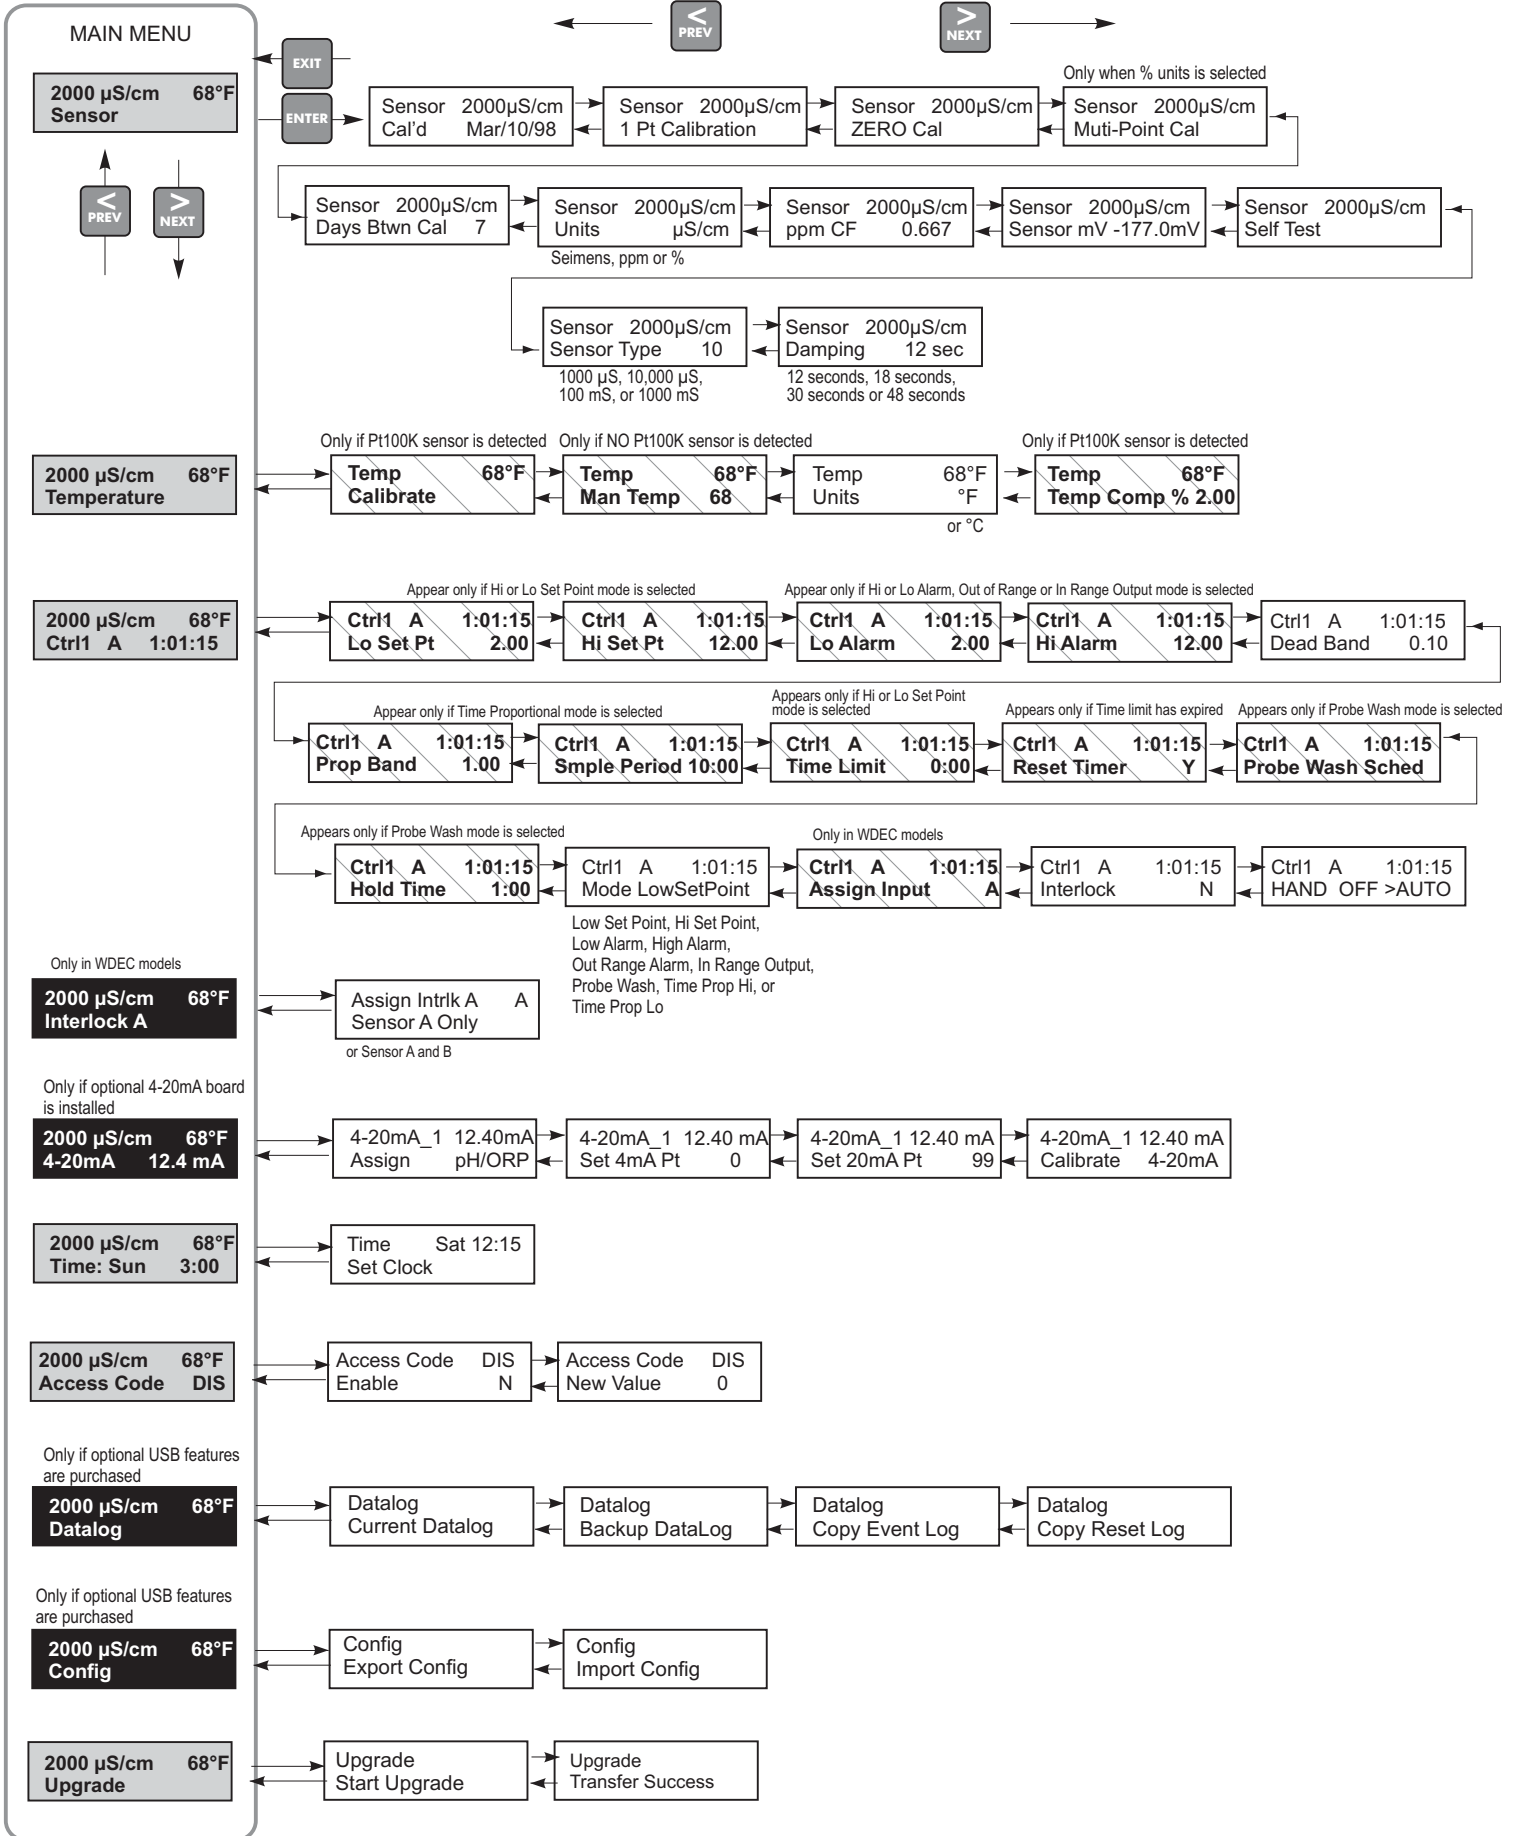 MAIN MENU
<
PREV
>
NEXT
EXIT
ENTER
2000 µS/cm 68°F
Sensor
<
PREV
>
NEXT
Only when % units is selected
Sensor 2000µS/cm
Cal'd Mar/10/98
Sensor 2000µS/cm
1 Pt Calibration
Sensor 2000µS/cm
ZERO Cal
Sensor 2000µS/cm
Muti-Point Cal
Sensor 2000µS/cm
Days Btwn Cal 7
Sensor 2000µS/cm
Units µS/cm
Seimens, ppm or %
Sensor 2000µS/cm
ppm CF 0.667
Sensor 2000µS/cm
Sensor mV -177.0mV
Sensor 2000µS/cm
Self Test
Sensor 2000µS/cm
Sensor Type 10
1000 µS, 10,000 µS,
100 mS, or 1000 mS
Sensor 2000µS/cm
Damping 12 sec
12 seconds, 18 seconds,
30 seconds or 48 seconds
2000 µS/cm 68°F
Temperature
Only if Pt100K sensor is detected
Temp 68°F
Calibrate
Only if NO Pt100K sensor is detected
Temp 68°F
Man Temp 68
Temp 68°F
Units °F
or °C
Only if Pt100K sensor is detected
Temp 68°F
Temp Comp % 2.00
2000 µS/cm 68°F
Ctrl1 A 1:01:15
Appear only if Hi or Lo Set Point mode is selected
Ctrl1 A 1:01:15
Lo Set Pt 2.00
Ctrl1 A 1:01:15
Hi Set Pt 12.00
Appear only if Hi or Lo Alarm, Out of Range or In Range Output mode is selected
Ctrl1 A 1:01:15
Lo Alarm 2.00
Ctrl1 A 1:01:15
Hi Alarm 12.00
Ctrl1 A 1:01:15
Dead Band 0.10
Appear only if Time Proportional mode is selected
Ctrl1 A 1:01:15
Prop Band 1.00
Ctrl1 A 1:01:15
Smple Period 10:00
Appears only if Hi or Lo Set Point
mode is selected
Ctrl1 A 1:01:15
Time Limit 0:00
Appears only if Time limit has expired
Ctrl1 A 1:01:15
Reset Timer Y
Appears only if Probe Wash mode is selected
Ctrl1 A 1:01:15
Probe Wash Sched
Appears only if Probe Wash mode is selected
Ctrl1 A 1:01:15
Hold Time 1:00
Ctrl1 A 1:01:15
Mode LowSetPoint
Low Set Point, Hi Set Point,
Low Alarm, High Alarm,
Out Range Alarm, In Range Output,
Probe Wash, Time Prop Hi, or
Time Prop Lo
Only in WDEC models
Ctrl1 A 1:01:15
Assign Input A
Ctrl1 A 1:01:15
Interlock N
Ctrl1 A 1:01:15
HAND OFF >AUTO
Only in WDEC models
2000 µS/cm 68°F
Interlock A
Assign Intrlk A A
Sensor A Only
or Sensor A and B
Only if optional 4-20mA board
is installed
2000 µS/cm 68°F
4-20mA 12.4 mA
4-20mA_1 12.40mA
Assign pH/ORP
4-20mA_1 12.40 mA
Set 4mA Pt 0
4-20mA_1 12.40 mA
Set 20mA Pt 99
4-20mA_1 12.40 mA
Calibrate 4-20mA
2000 µS/cm 68°F
Time: Sun 3:00
Time Sat 12:15
Set Clock
2000 µS/cm 68°F
Access Code DIS
Access Code DIS
Enable N
Access Code DIS
New Value 0
Only if optional USB features
are purchased
2000 µS/cm 68°F
Datalog
Datalog
Current Datalog
Datalog
Backup DataLog
Datalog
Copy Event Log
Datalog
Copy Reset Log
Only if optional USB features
are purchased
2000 µS/cm 68°F
Config
Config
Export Config
Config
Import Config
2000 µS/cm 68°F
Upgrade
Upgrade
Start Upgrade
Upgrade
Transfer Success